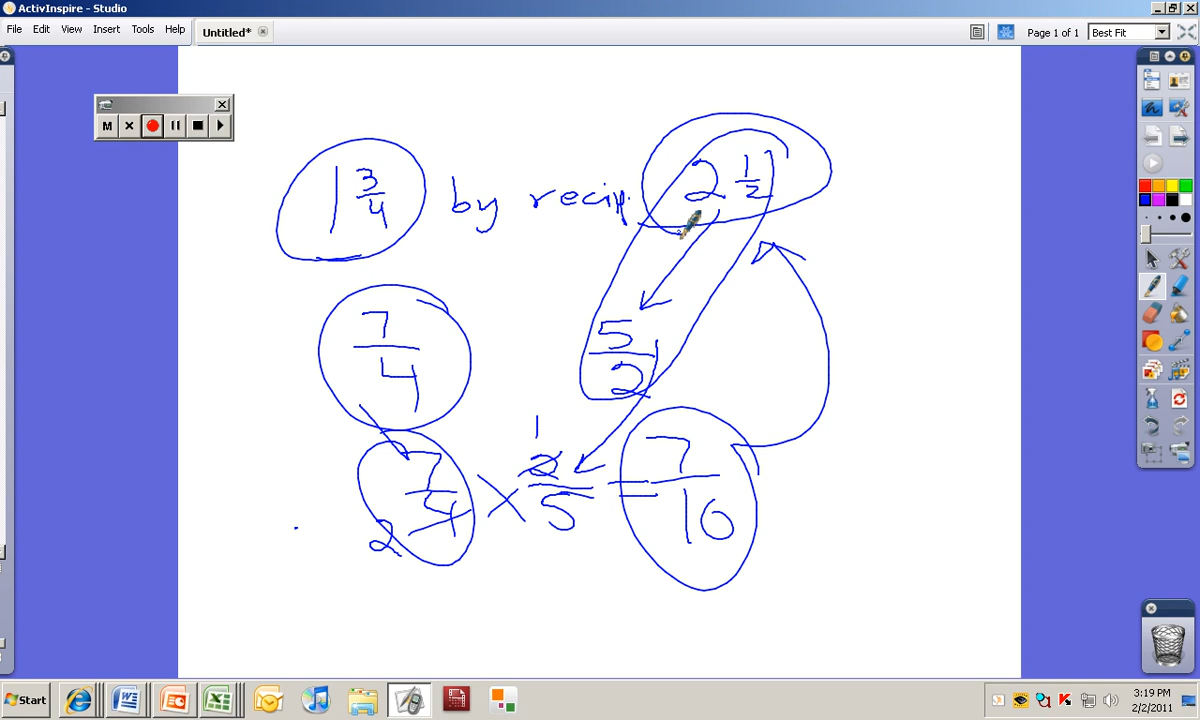 ActivInspire - Studio
File Edit View Insert Tools Help Untitled* Page 1 of 1 Best Fit
M
1 3/4 by recip. 2 1/2
7/4 5/2
1
7/4 × 2/5 = 7/10
2
Start 3:19 PM
2/2/2011